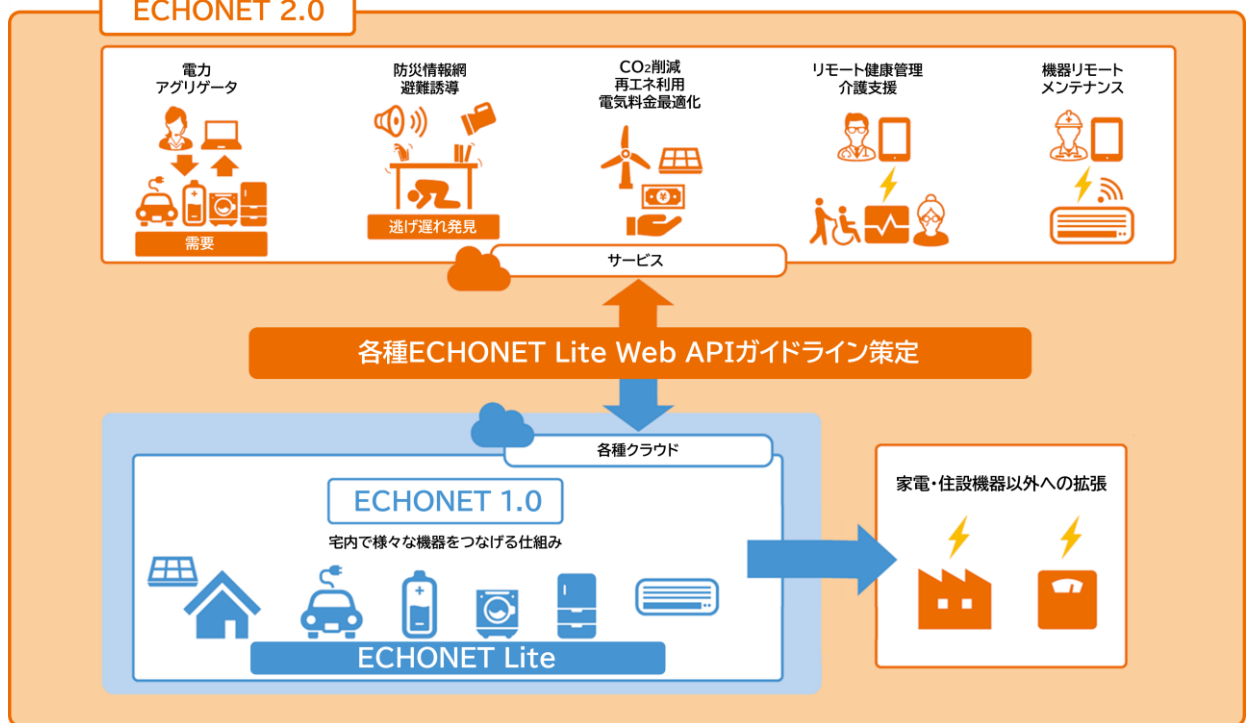 ECHONET 2.0
電力
アグリゲータ
需要
防災情報網
避難誘導
逃げ遅れ発見
CO₂削減
再エネ利用
電気料金最適化
¥
リモート健康管理
介護支援
機器リモート
メンテナンス
サービス
各種ECHONET Lite Web APIガイドライン策定
各種クラウド
ECHONET 1.0
宅内で様々な機器をつなげる仕組み
ECHONET Lite
家電・住設機器以外への拡張